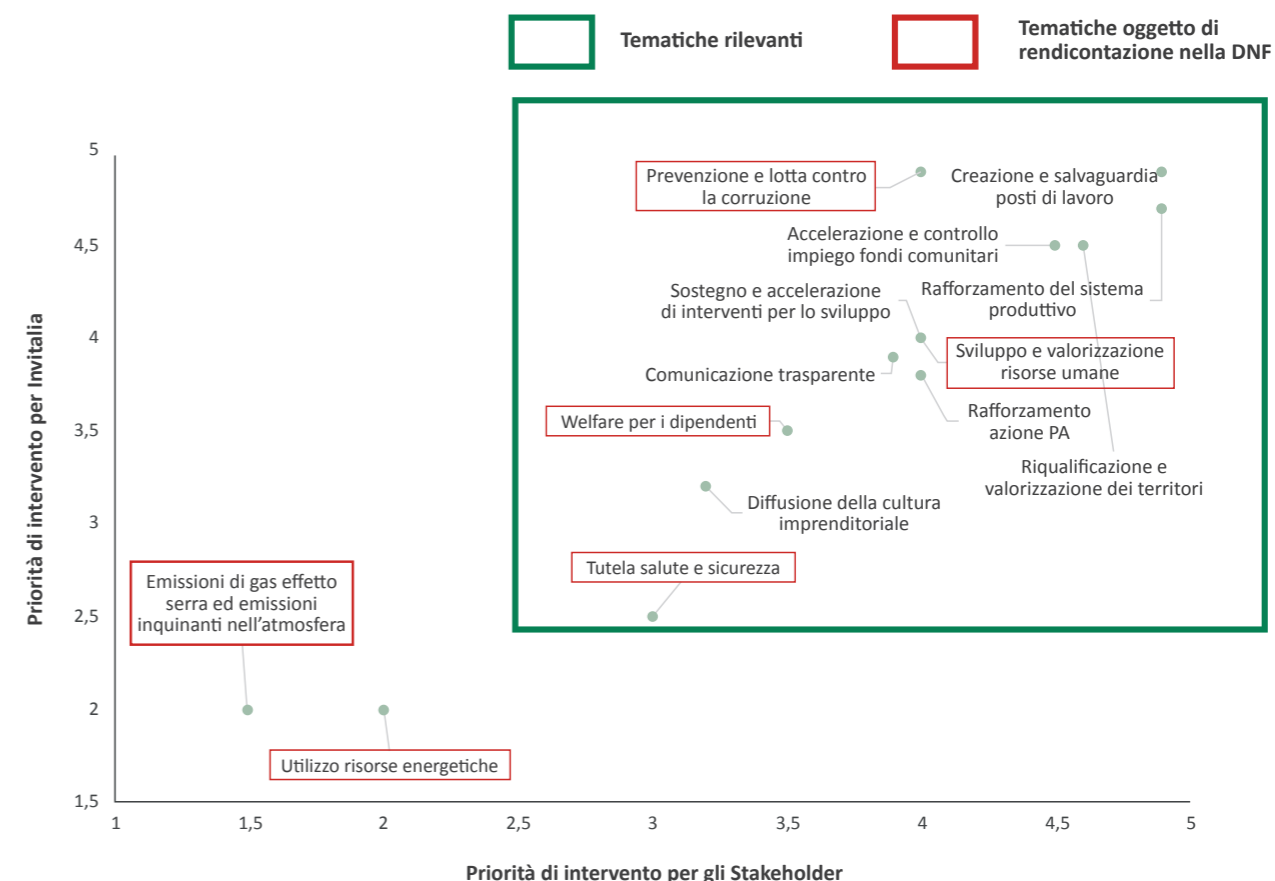 Tematiche rilevanti
Tematiche oggetto di
rendicontazione nella DNF
Priorità di intervento per Invitalia
5
4,5
4
3,5
3
2,5
2
1,5
Prevenzione e lotta contro
la corruzione
Creazione e salvaguardia
posti di lavoro
Accelerazione e controllo
impiego fondi comunitari
Sostegno e accelerazione
di interventi per lo sviluppo
Rafforzamento del sistema
produttivo
Sviluppo e valorizzazione
risorse umane
Comunicazione trasparente
Rafforzamento
azione PA
Welfare per i dipendenti
Riqualificazione e
valorizzazione dei territori
Diffusione della cultura
imprenditoriale
Tutela salute e sicurezza
Emissioni di gas effetto
serra ed emissioni
inquinanti nell'atmosfera
Utilizzo risorse energetiche
1
1,5
2
2,5
3
3,5
4
4,5
5
Priorità di intervento per gli Stakeholder